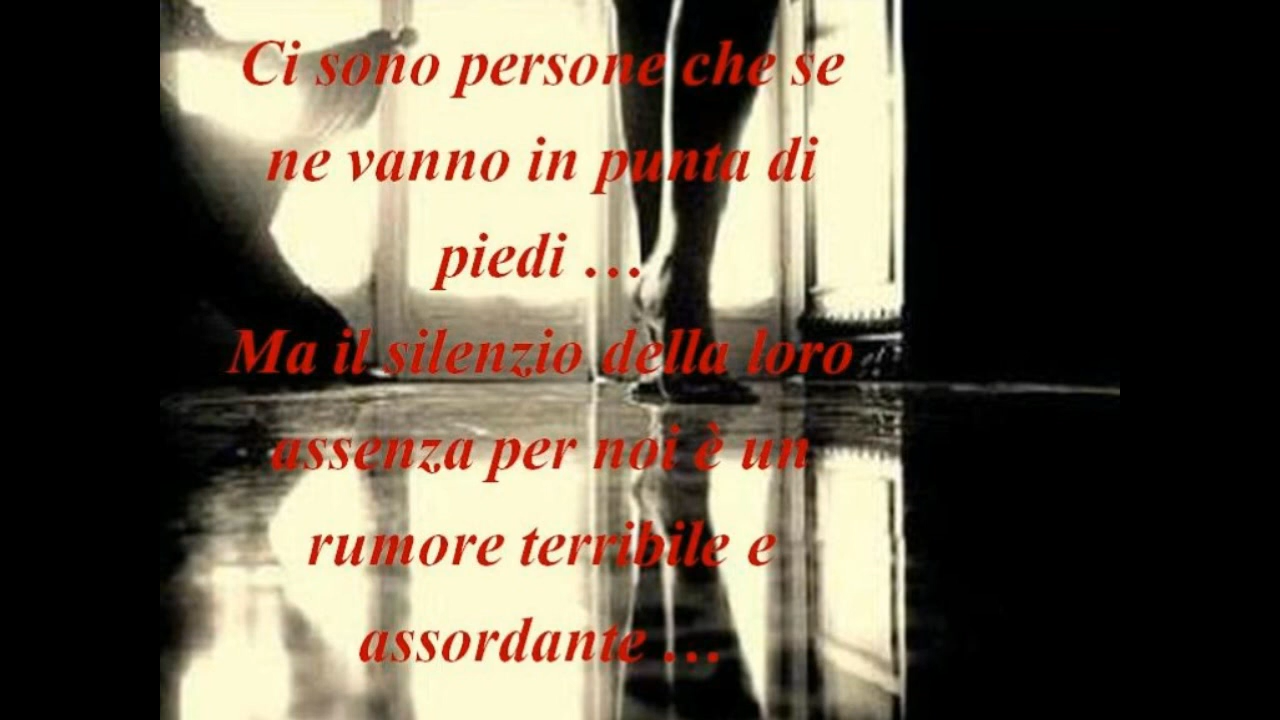 Ci sono persone che se
ne vanno in punta di
piedi …
Ma il silenzio della loro
assenza per noi è un
rumore terribile e
assordante …